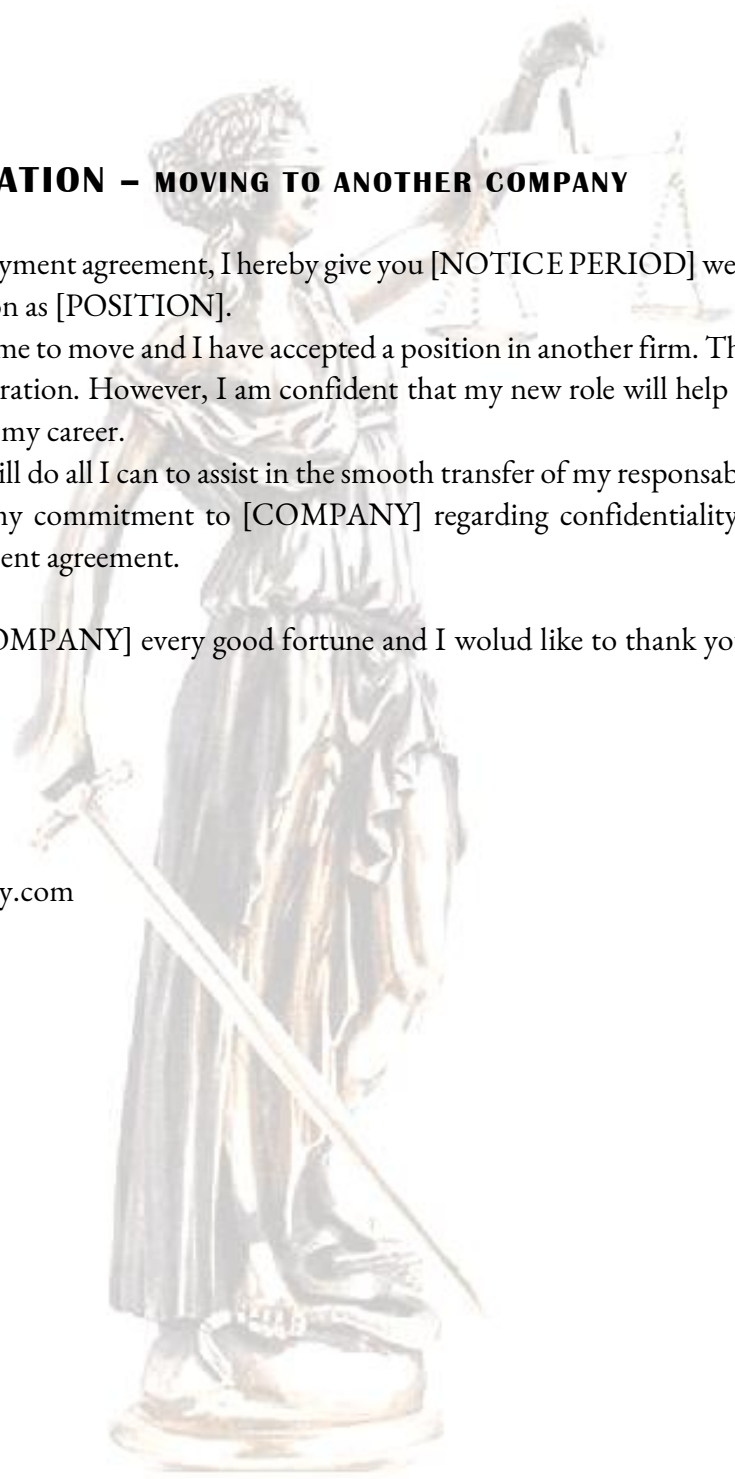 ATION – MOVING TO ANOTHER COMPANY
yment agreement, I hereby give you [NOTICE PERIOD] we
on as [POSITION].
me to move and I have accepted a position in another firm. Th
ration. However, I am confident that my new role will help
my career.
ill do all I can to assist in the smooth transfer of my responsab
ny commitment to [COMPANY] regarding confidentiality
ent agreement.
OMPANY] every good fortune and I wolud like to thank yo
y.com